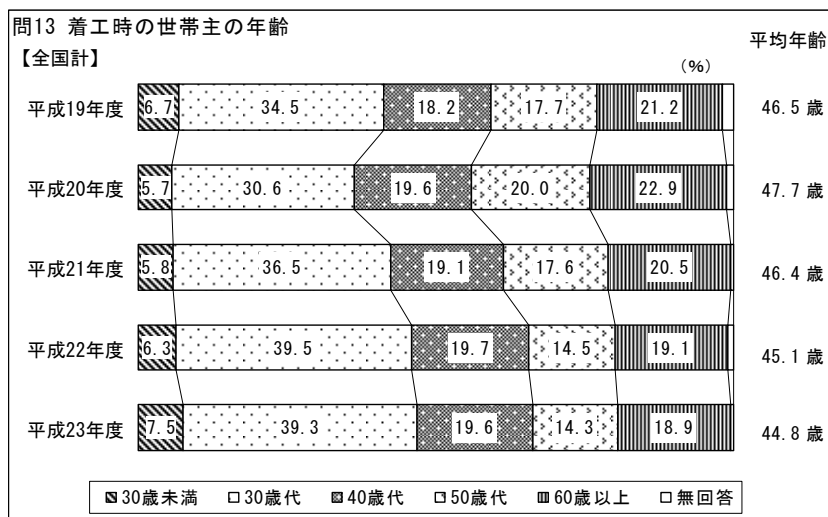 問13 着工時の世帯主の年齢
平均年齢
【全国計】
(%)
平成19年度 6.7 34.5 18.2 17.7 21.2 46.5 歳
平成20年度 5.7 30.6 19.6 20.0 22.9 47.7 歳
平成21年度 5.8 36.5 19.1 17.6 20.5 46.4 歳
平成22年度 6.3 39.5 19.7 14.5 19.1 45.1 歳
平成23年度 7.5 39.3 19.6 14.3 18.9 44.8 歳
30歳未満 30歳代 40歳代 50歳代 60歳以上 無回答